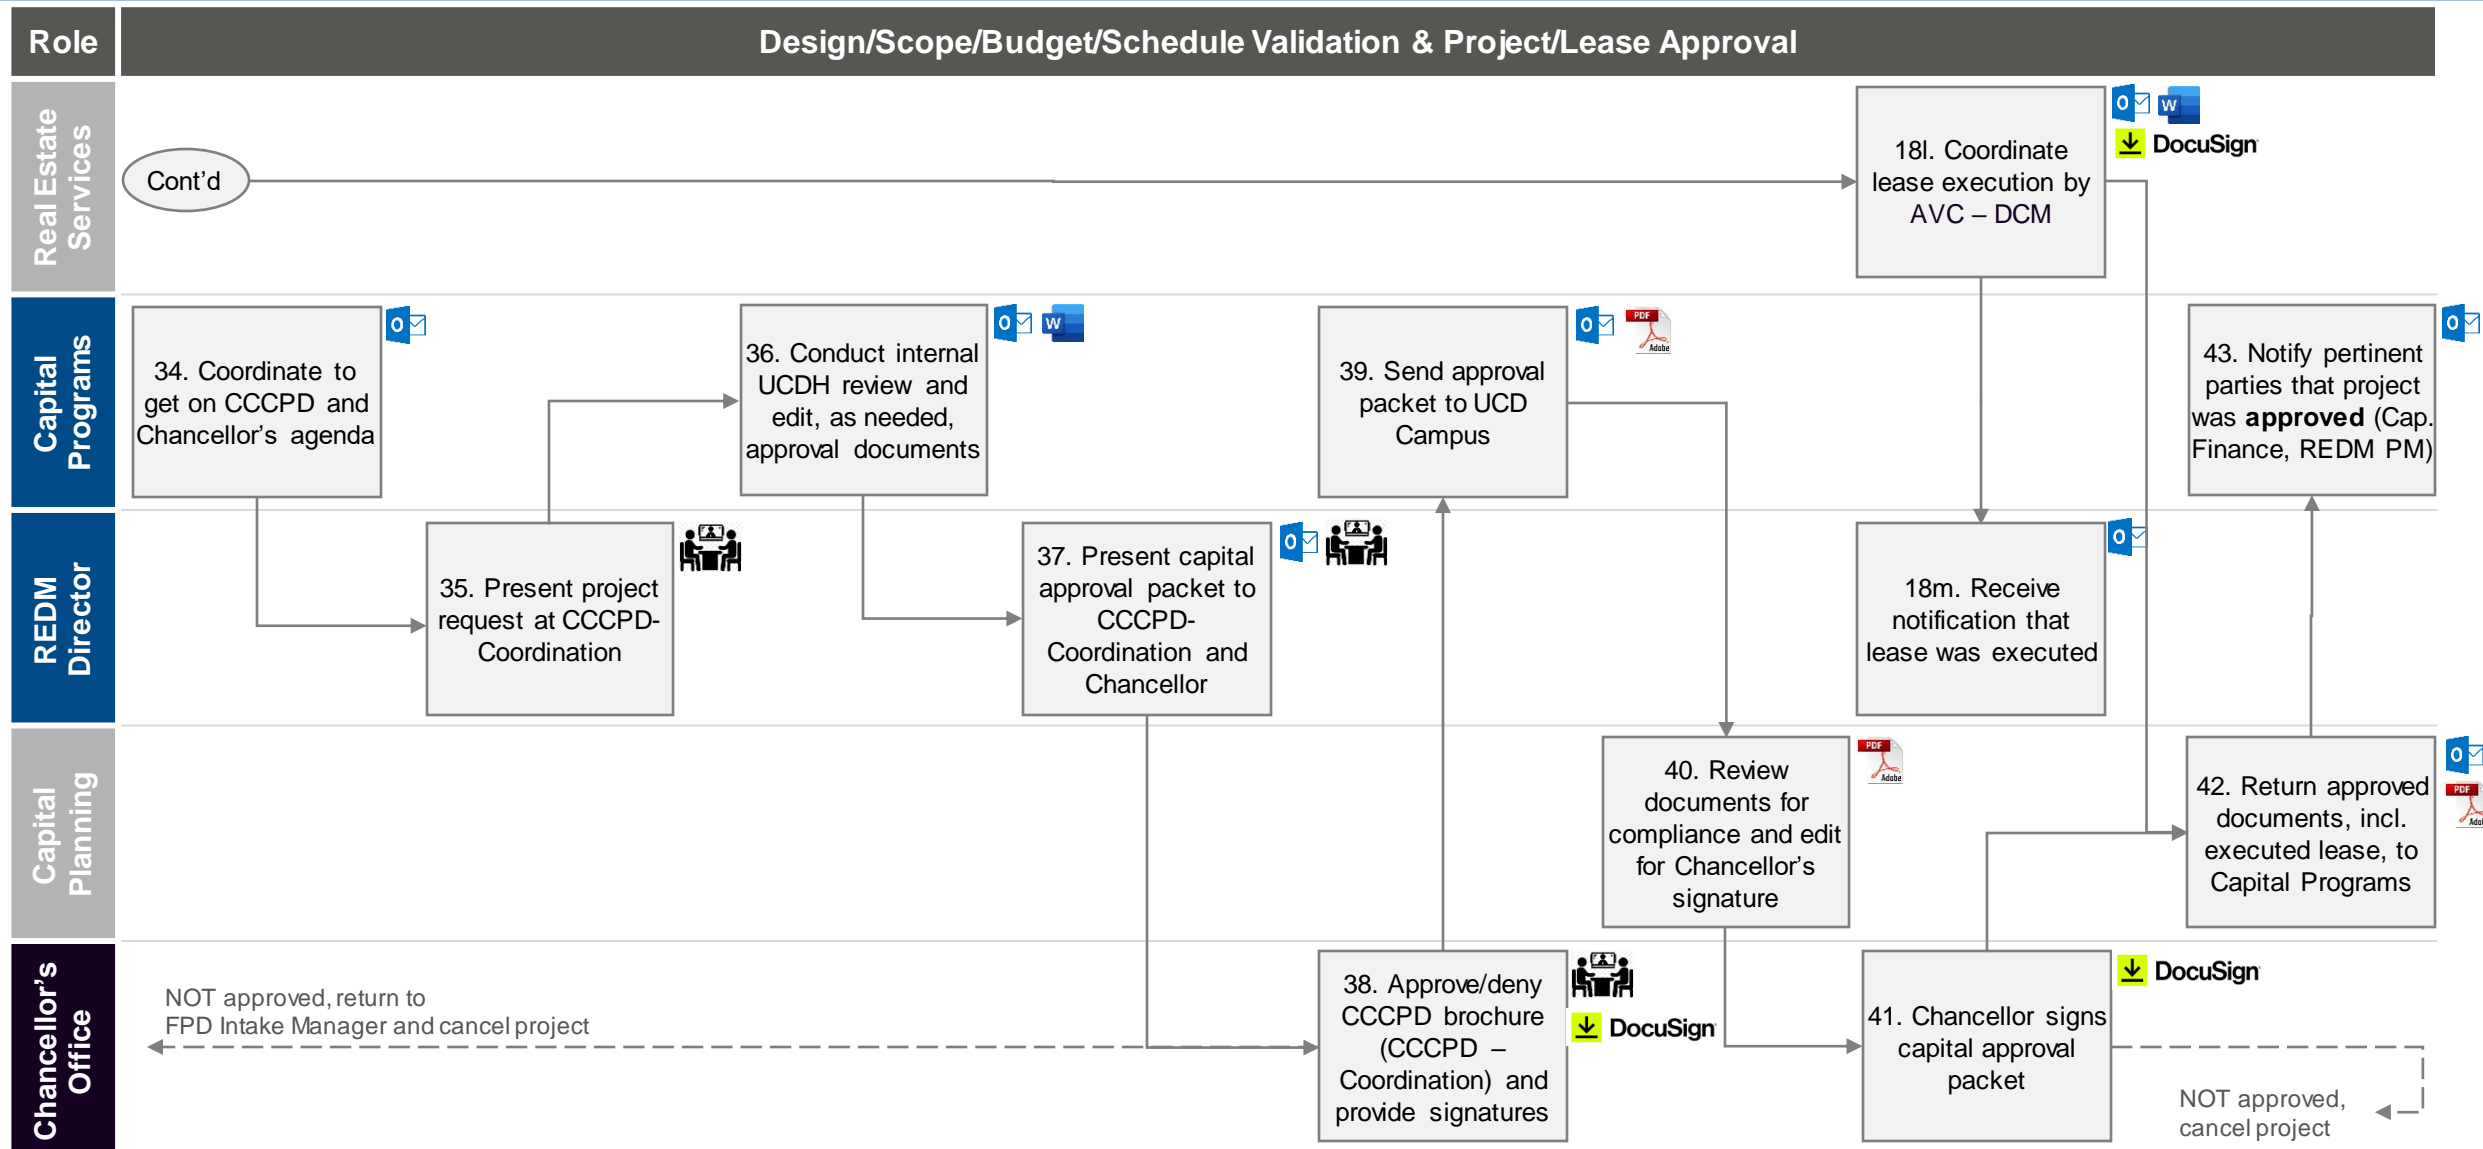 Role
Design/Scope/Budget/Schedule Validation & Project/Lease Approval
Real Estate
Services
Cont’d
18l. Coordinate
lease execution by
AVC – DCM
O
W
DocuSign
Capital
Programs
34. Coordinate to
get on CCCPD and
Chancellor’s agenda
O
36. Conduct internal
UCDH review and
edit, as needed,
approval documents
O
W
39. Send approval
packet to UCD
Campus
O
PDF
Adobe
43. Notify pertinent
parties that project
was approved (Cap.
Finance, REDM PM)
O
REDM
Director
35. Present project
request at CCCPD-
Coordination
37. Present capital
approval packet to
CCCPD-
Coordination and
Chancellor
O
18m. Receive
notification that
lease was executed
O
Capital
Planning
40. Review
documents for
compliance and edit
for Chancellor’s
signature
PDF
Adobe
42. Return approved
documents, incl.
executed lease, to
Capital Programs
O
PDF
Chancellor’s
Office
NOT approved, return to
FPD Intake Manager and cancel project
38. Approve/deny
CCCPD brochure
(CCCPD –
Coordination) and
provide signatures
DocuSign
41. Chancellor signs
capital approval
packet
DocuSign
NOT approved,
cancel project